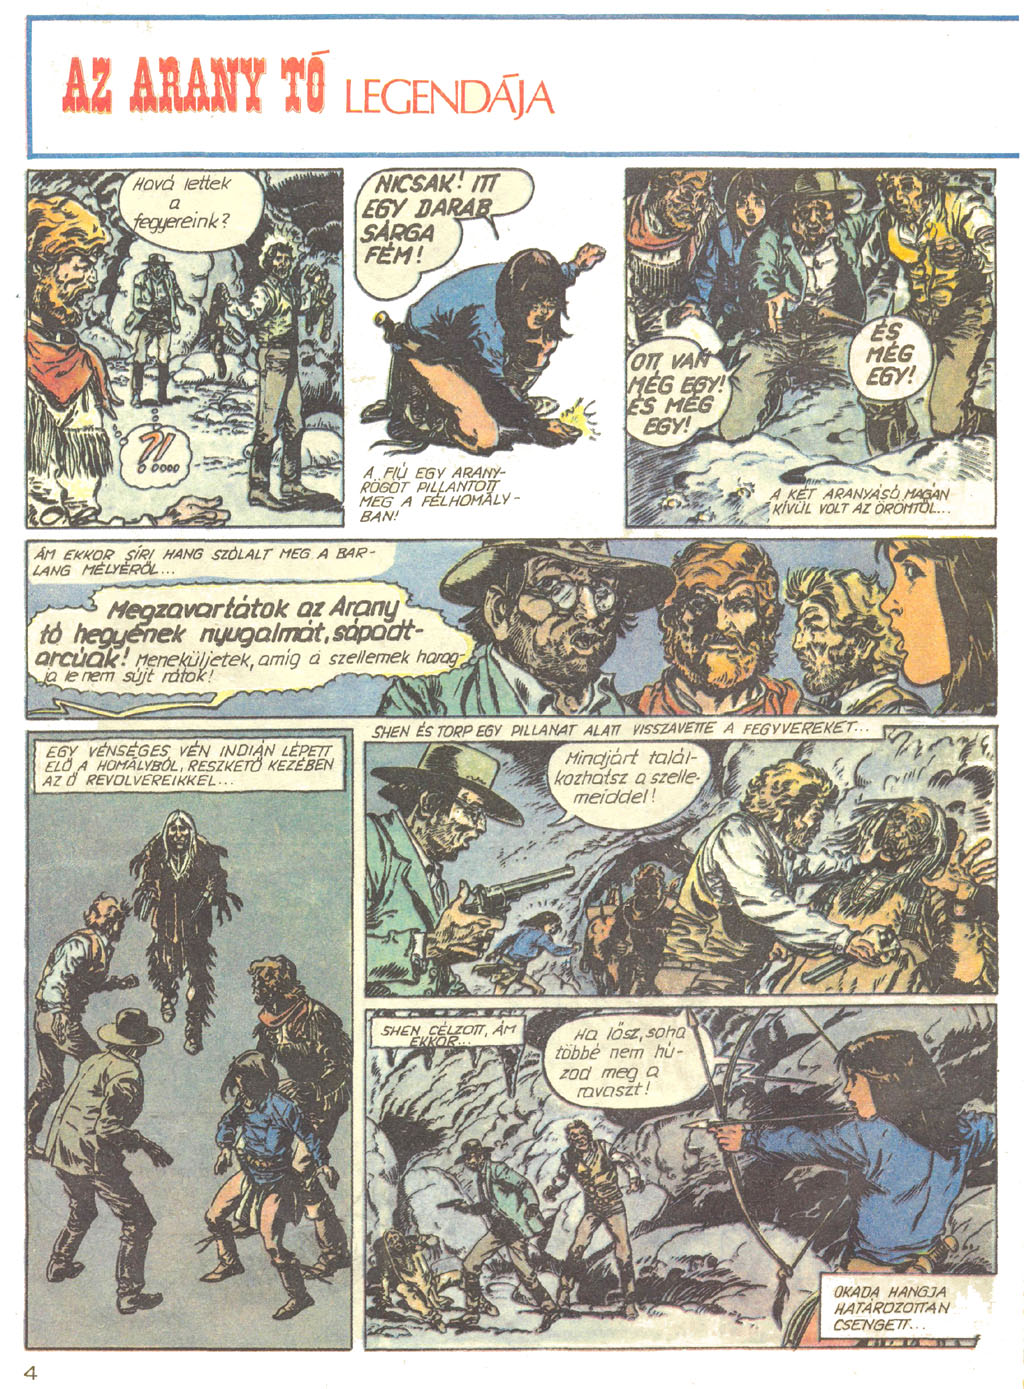 AZ ARANY TÓ LEGENDÁJA
Hová lettek
a
fegyereink?
?!
NICSAK! ITT
EGY DARAB
SÁRGA
FÉM!
A FIÚ EGY ARANY-
RÖGÖT PILLANTOTT
MEG A FÉLHOMÁLY-
BAN!
OTT VAN
MÉG EGY!
ÉS MÉG
EGY!
ÉS
MÉG
EGY!
A KÉT ARANYÁSÓ MAGÁN
KÍVÜL VOLT AZ ÖRÖMTŐL...
ÁM EKKOR SÍRI HANG SZÓLALT MEG A BAR-
LANG MÉLYÉRŐL...
Megzavartátok az Arany
tó hegyének nyugalmát, sápadt-
arcúak! Meneküljetek, amíg a szellemek harag-
ja le nem sújt rátok!
EGY VÉNSÉGES VÉN INDIÁN LÉPETT
ELŐ A HOMÁLYBÓL, RESZKETŐ KEZÉBEN
AZ Ő REVOLVEREIKKEL...
SHEN ÉS TORP EGY PILLANAT ALATT VISSZAVETTE A FEGYVEREKET...
Mindjárt talál-
kozhatsz a szelle-
meiddel!
SHEN CÉLZOTT, ÁM
EKKOR...
Ha lősz, soha
többé nem hú-
zod meg a
ravaszt!
OKADA HANGJA
HATÁROZOTTAN
CSENGETT...
4